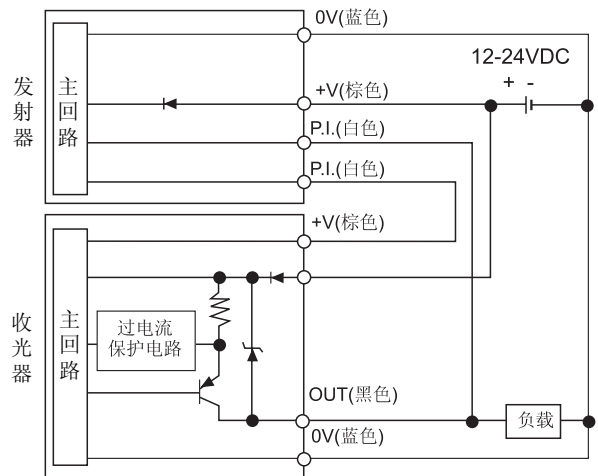 0V(蓝色)
12-24VDC
+ -
+V(棕色)
P.I.(白色)
P.I.(白色)
发射器
主回路
+V(棕色)
收光器
主回路
过电流
保护电路
OUT(黑色)
负载
0V(蓝色)